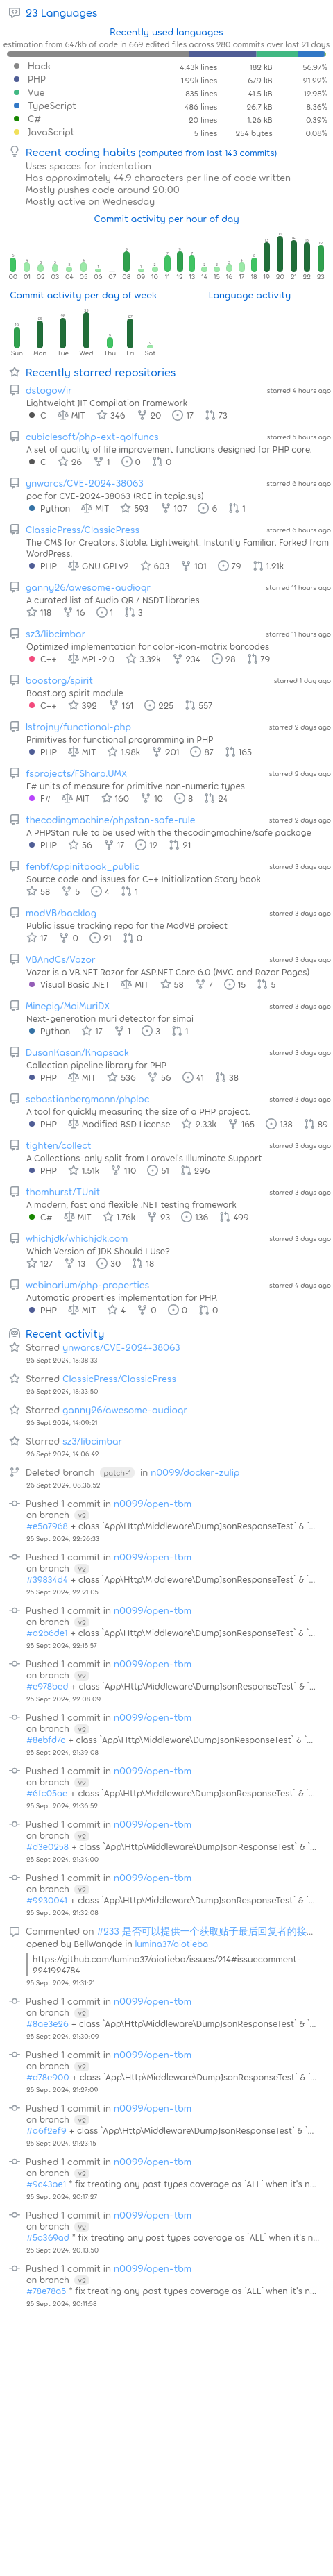 23 Languages
Recently used languages
estimation from 647kb of code in 669 edited files across 280 commits over last 21 days
Hack 4.43k lines 182 kB 56.97%
PHP 1.99k lines 67.9 kB 21.22%
Vue 835 lines 41.5 kB 12.98%
TypeScript 486 lines 26.7 kB 8.36%
C# 20 lines 1.26 kB 0.39%
JavaScript 5 lines 254 bytes 0.08%
Recent coding habits (computed from last 143 commits)
Uses spaces for indentation
Has approximately 44.9 characters per line of code written
Mostly pushes code around 20:00
Mostly active on Wednesday
Commit activity per hour of day
00 01 02 03 04 05 06 07 08 09 10 11 12 13 14 15 16 17 18 19 20 21 22 23
Commit activity per day of week
Language activity
Sun Mon Tue Wed Thu Fri Sat
Recently starred repositories
dstogov/ir starred 4 hours ago
Lightweight JIT Compilation Framework
C MIT 346 20 17 73
cubiclesoft/php-ext-qolfuncs starred 5 hours ago
A set of quality of life improvement functions designed for PHP core.
C 26 1 0 0
ynwarcs/CVE-2024-38063 starred 6 hours ago
poc for CVE-2024-38063 (RCE in tcpip.sys)
Python MIT 593 107 6 1
ClassicPress/ClassicPress starred 6 hours ago
The CMS for Creators. Stable. Lightweight. Instantly Familiar. Forked from
WordPress.
PHP GNU GPLv2 603 101 79 1.21k
ganny26/awesome-audioqr starred 11 hours ago
A curated list of Audio QR / NSDT libraries
118 16 1 3
sz3/libcimbar starred 11 hours ago
Optimized implementation for color-icon-matrix barcodes
C++ MPL-2.0 3.32k 234 28 79
boostorg/spirit starred 1 day ago
Boost.org spirit module
C++ 392 161 225 557
lstrojny/functional-php starred 2 days ago
Primitives for functional programming in PHP
PHP MIT 1.98k 201 87 165
fsprojects/FSharp.UMX starred 2 days ago
F# units of measure for primitive non-numeric types
F# MIT 160 10 8 24
thecodingmachine/phpstan-safe-rule starred 2 days ago
A PHPStan rule to be used with the thecodingmachine/safe package
PHP MIT 56 17 12 21
fenbf/cppinitbook_public starred 3 days ago
Source code and issues for C++ Initialization Story book
58 5 4 1
modVB/backlog starred 3 days ago
Public issue tracking repo for the ModVB project
17 0 21 0
VBAndCs/Vazor starred 3 days ago
Vazor is a VB.NET Razor for ASP.NET Core 6.0 (MVC and Razor Pages)
Visual Basic .NET MIT 58 7 15 5
Minepig/MaiMuriDX starred 3 days ago
Next-generation muri detector for simai
Python 17 1 3 1
DusanKasan/Knapsack starred 3 days ago
Collection pipeline library for PHP
PHP MIT 536 56 41 38
sebastianbergmann/phploc starred 3 days ago
A tool for quickly measuring the size of a PHP project.
PHP Modified BSD License 2.33k 165 138 89
tighten/collect starred 3 days ago
A Collections-only split from Laravel's Illuminate Support
PHP 1.51k 110 51 296
thomhurst/TUnit starred 3 days ago
A modern, fast and flexible .NET testing framework
C# MIT 1.76k 23 136 499
whichjdk/whichjdk.com starred 3 days ago
Which Version of JDK Should I Use?
127 13 30 18
webinarium/php-properties starred 4 days ago
Automatic properties implementation for PHP.
PHP MIT 4 0 0 0
Recent activity
Starred ynwarcs/CVE-2024-38063
26 Sept 2024, 18:38:33
Starred ClassicPress/ClassicPress
26 Sept 2024, 18:33:50
Starred ganny26/awesome-audioqr
26 Sept 2024, 14:09:21
Starred sz3/libcimbar
26 Sept 2024, 14:06:42
Deleted branch patch-1 in n0099/docker-zulip
26 Sept 2024, 08:36:52
Pushed 1 commit in n0099/open-tbm
on branch v2
#e5a7968 + class `App\Http\Middleware\DumpJsonResponseTest` & `...
25 Sept 2024, 22:26:33
Pushed 1 commit in n0099/open-tbm
on branch v2
#39834d4 + class `App\Http\Middleware\DumpJsonResponseTest` & `...
25 Sept 2024, 22:21:05
Pushed 1 commit in n0099/open-tbm
on branch v2
#a2b6de1 + class `App\Http\Middleware\DumpJsonResponseTest` & `...
25 Sept 2024, 22:15:57
Pushed 1 commit in n0099/open-tbm
on branch v2
#e978bed + class `App\Http\Middleware\DumpJsonResponseTest` & `...
25 Sept 2024, 22:08:09
Pushed 1 commit in n0099/open-tbm
on branch v2
#8ebfd7c + class `App\Http\Middleware\DumpJsonResponseTest` & `...
25 Sept 2024, 21:39:08
Pushed 1 commit in n0099/open-tbm
on branch v2
#6fc05ae + class `App\Http\Middleware\DumpJsonResponseTest` & `...
25 Sept 2024, 21:36:52
Pushed 1 commit in n0099/open-tbm
on branch v2
#d3e0258 + class `App\Http\Middleware\DumpJsonResponseTest` & `...
25 Sept 2024, 21:34:00
Pushed 1 commit in n0099/open-tbm
on branch v2
#9230041 + class `App\Http\Middleware\DumpJsonResponseTest` & `...
25 Sept 2024, 21:32:08
Commented on #233 是否可以提供一个获取贴子最后回复者的接...
opened by BellWangde in lumina37/aiotieba
https://github.com/lumina37/aiotieba/issues/214#issuecomment-
2241924784
25 Sept 2024, 21:31:21
Pushed 1 commit in n0099/open-tbm
on branch v2
#8ae3e26 + class `App\Http\Middleware\DumpJsonResponseTest` & `...
25 Sept 2024, 21:30:09
Pushed 1 commit in n0099/open-tbm
on branch v2
#d78e900 + class `App\Http\Middleware\DumpJsonResponseTest` & `...
25 Sept 2024, 21:27:09
Pushed 1 commit in n0099/open-tbm
on branch v2
#a6f2ef9 + class `App\Http\Middleware\DumpJsonResponseTest` & `...
25 Sept 2024, 21:23:15
Pushed 1 commit in n0099/open-tbm
on branch v2
#9c43ae1 * fix treating any post types coverage as `ALL` when it's n...
25 Sept 2024, 20:17:27
Pushed 1 commit in n0099/open-tbm
on branch v2
#5a369ad * fix treating any post types coverage as `ALL` when it's n...
25 Sept 2024, 20:13:50
Pushed 1 commit in n0099/open-tbm
on branch v2
#78e78a5 * fix treating any post types coverage as `ALL` when it's n...
25 Sept 2024, 20:11:58